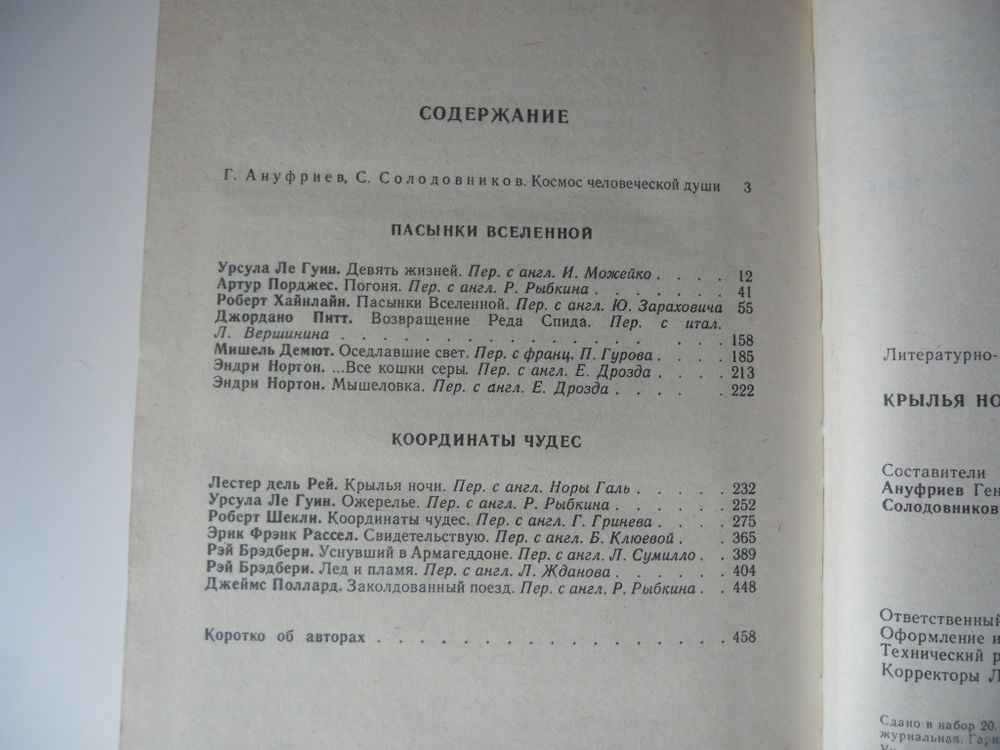 СОДЕРЖАНИЕ
Г. Ануфриев, С. Солодовников. Космос человеческой души 3
ПАСЫНКИ ВСЕЛЕННОЙ
Урсула Ле Гуин. Девять жизней. Пер. с англ. И. Можейко . . . . 12
Артур Порджес. Погоня. Пер. с англ. Р. Рыбкина . . . . . . . 41
Роберт Хайнлайн. Пасынки Вселенной. Пер. с англ. Ю. Зараховича 55
Джордано Питт. Возвращение Реда Спида. Пер. с итал.
Л. Вершинина . . . . . . . . . . . . . . . . 158
Мишель Демют. Оседлавшие свет. Пер. с франц. П. Гурова . . . . 185
Эндри Нортон. ...Все кошки серы. Пер. с англ. Е. Дрозда . . . . 213
Эндри Нортон. Мышеловка. Пер. с англ. Е. Дрозда . . . . . . 222
КООРДИНАТЫ ЧУДЕС
Лестер дель Рей. Крылья ночи. Пер. с англ. Норы Галь . . . . . 232
Урсула Ле Гуин. Ожерелье. Пер. с англ. Р. Рыбкина . . . . . . 252
Роберт Шекли. Координаты чудес. Пер. с англ. Г. Гринева . . . . 275
Эрик Фрэнк Рассел. Свидетельствую. Пер. с англ. Б. Клюевой . . . 365
Рэй Брэдбери. Уснувший в Армагеддоне. Пер. с англ. Л. Сумилло . . 389
Рэй Брэдбери. Лед и пламя. Пер. с англ. Л. Жданова . . . . . . 404
Джеймс Поллард. Заколдованный поезд. Пер. с англ. Р. Рыбкина . . 448
Коротко об авторах . . . . . . . . . . . . . . . . 458
Литературно-
КРЫЛЬЯ НО
Составители
Ануфриев Ген
Солодовников
Ответственный
Оформление и
Технический р
Корректоры Л
Сдано в набор 20.
журнальная. Гарн